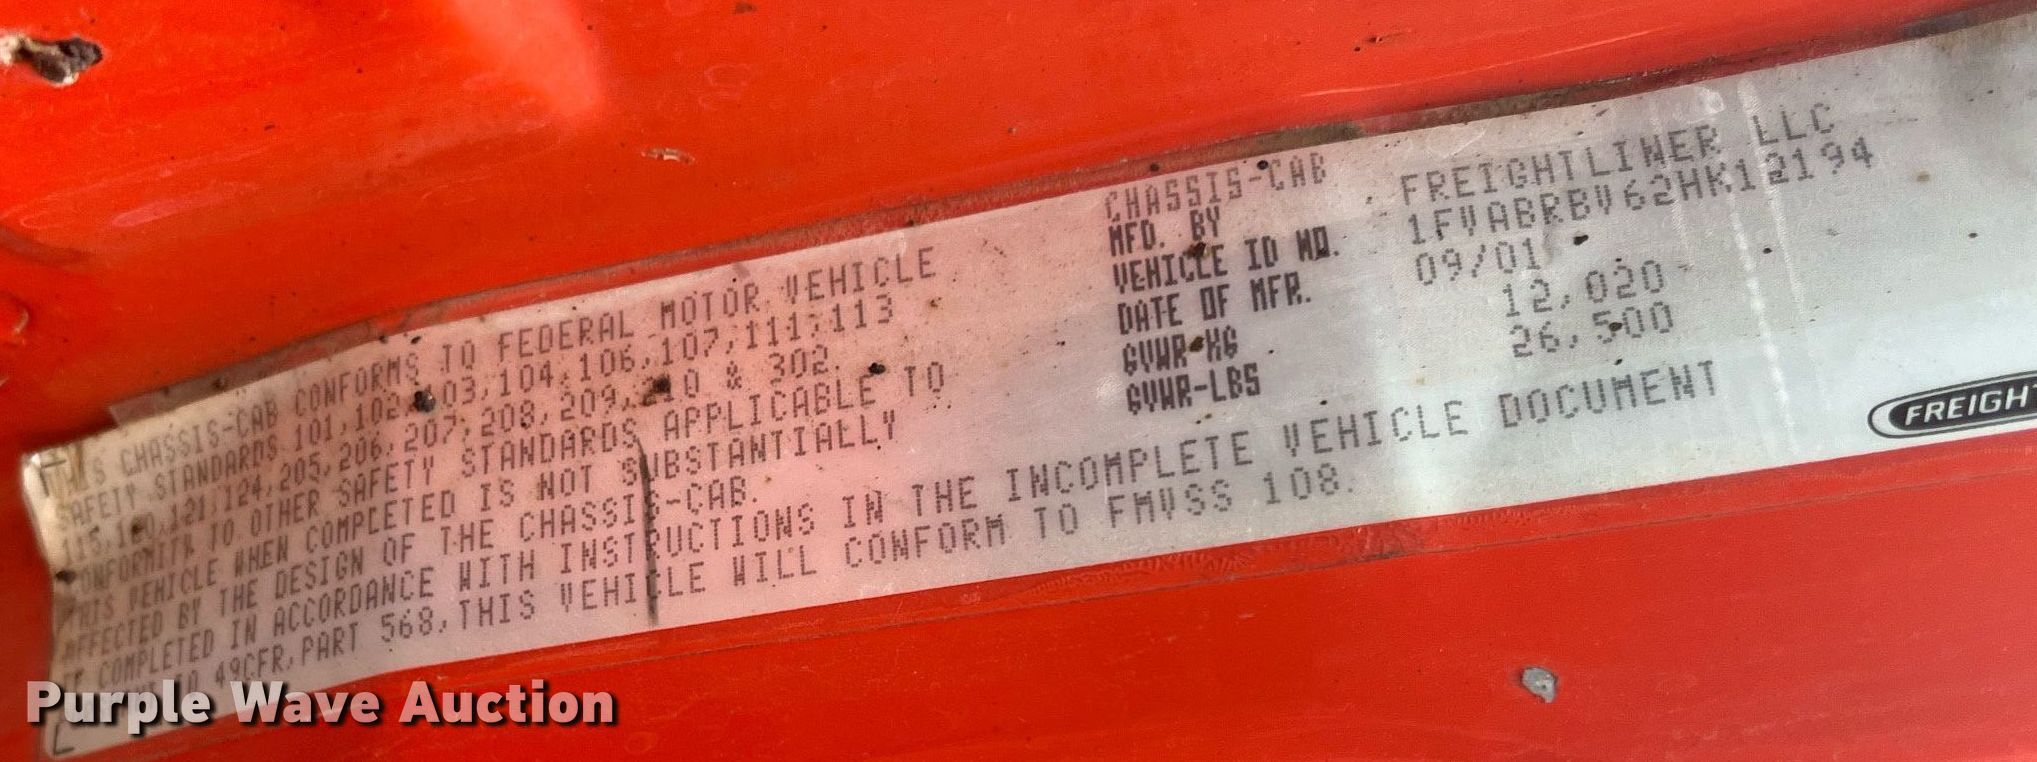 THIS CHASSIS-CAB CONFORMS TO FEDERAL MOTOR VEHICLE
SAFETY STANDARDS 101,102,103,104,106,107,111,113
115,120,121,124,205,206,207,208,209,210 & 302.
CONFORMITY TO OTHER SAFETY STANDARDS APPLICABLE TO
THIS VEHICLE WHEN COMPLETED IS NOT SUBSTANTIALLY
AFFECTED BY THE DESIGN OF THE CHASSIS-CAB.
IF COMPLETED IN ACCORDANCE WITH INSTRUCTIONS IN THE INCOMPLETE VEHICLE DOCUMENT
TO 49CFR, PART 568, THIS VEHICLE WILL CONFORM TO FMVSS 108.
CHASSIS-CAB
MFD. BY FREIGHTLINER LLC
VEHICLE ID NO. 1FVABRBV62HK12194
DATE OF MFR. 09/01
GVWR-KG 12,020
GVWR-LBS 26,500
FREIGH
Purple Wave Auction